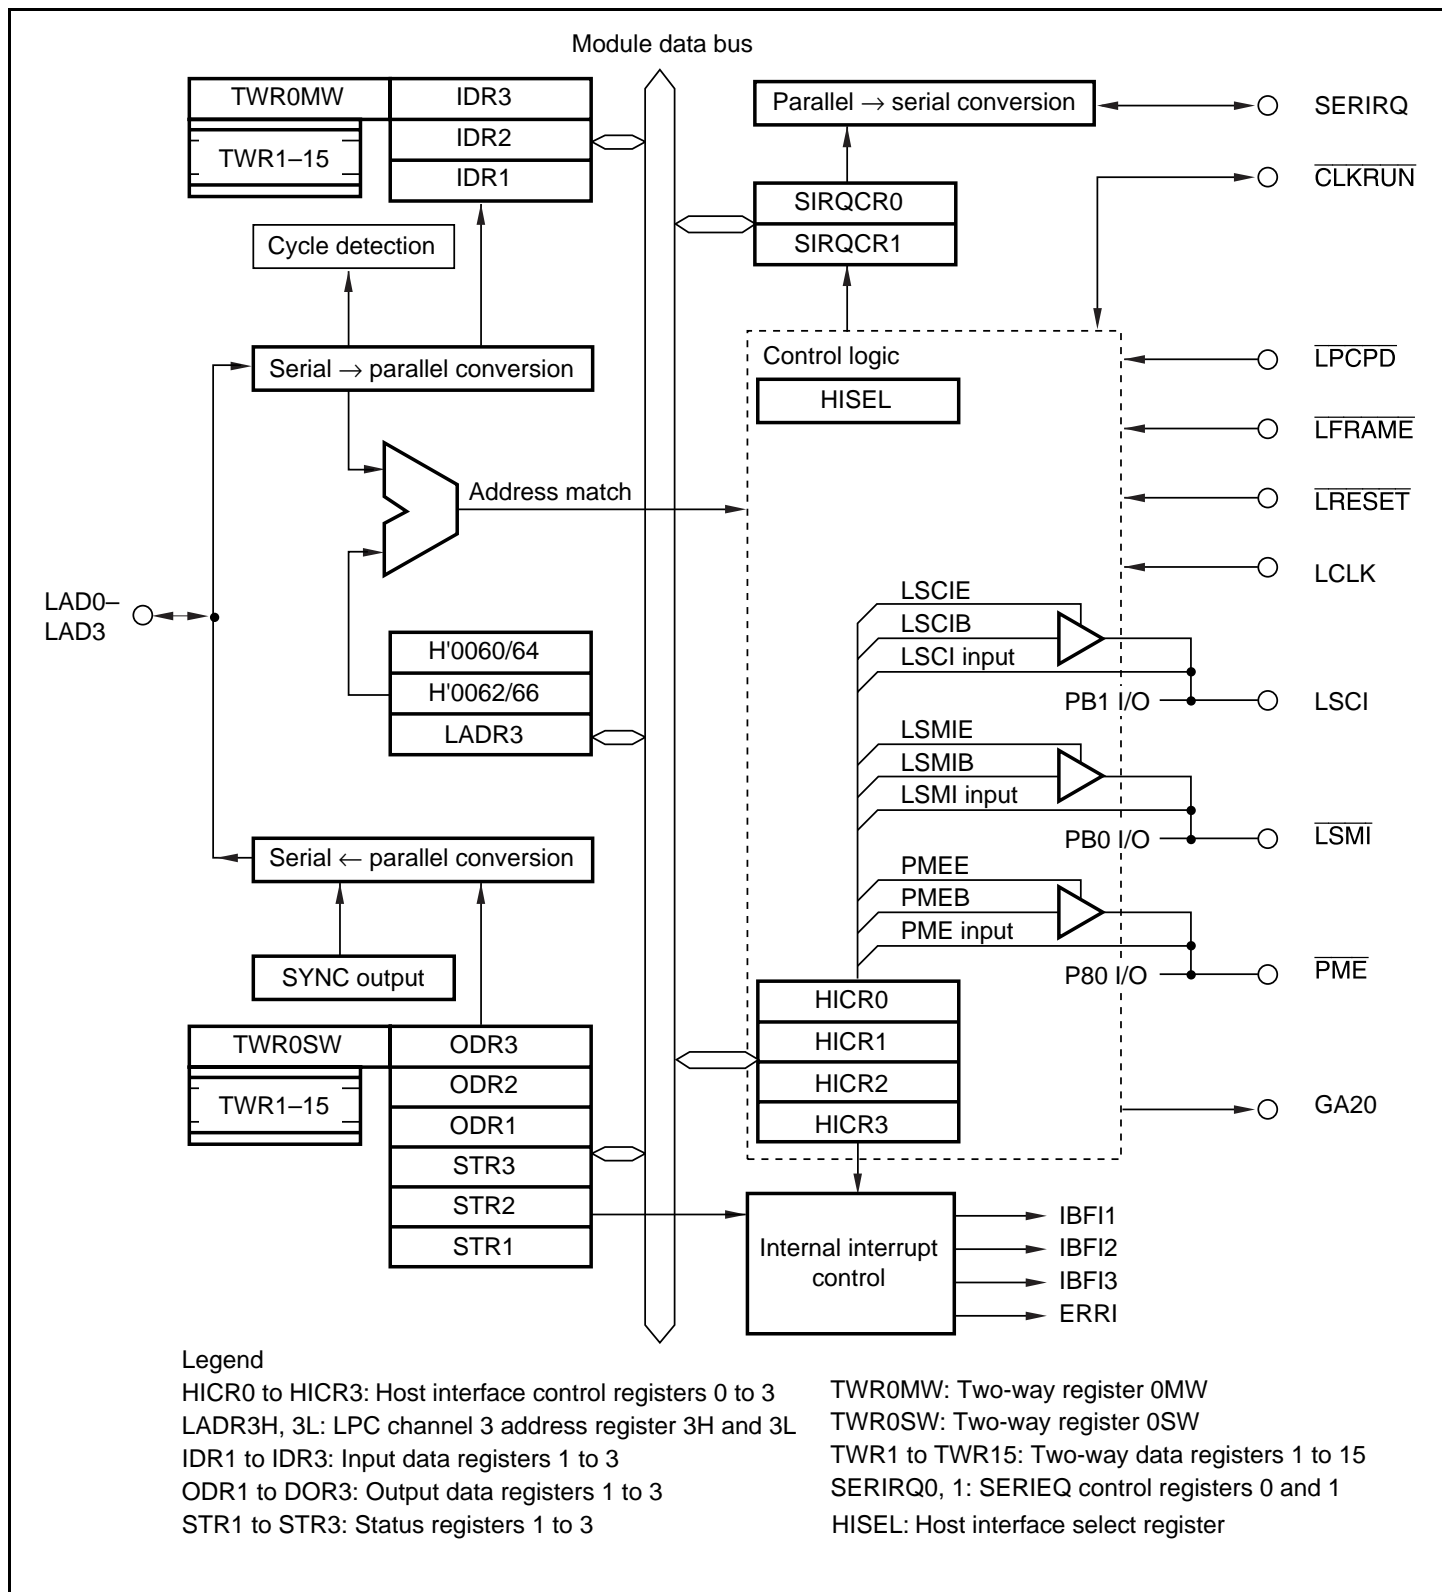 Module data bus
TWR0MW
IDR3
TWR1–15
IDR2
IDR1
Parallel → serial conversion
SERIRQ
CLKRUN
SIRQCR0
SIRQCR1
Cycle detection
Serial → parallel conversion
Control logic
HISEL
LPCPD
LFRAME
LRESET
LCLK
Address match
LAD0–
LAD3
H'0060/64
H'0062/66
LADR3
LSCIE
LSCIB
LSCI input
PB1 I/O
LSCI
LSMIE
LSMIB
LSMI input
PB0 I/O
LSMI
PMEE
PMEB
PME input
P80 I/O
PME
Serial ← parallel conversion
SYNC output
TWR0SW
ODR3
TWR1–15
ODR2
ODR1
STR3
STR2
STR1
HICR0
HICR1
HICR2
HICR3
GA20
Internal interrupt
control
IBFI1
IBFI2
IBFI3
ERRI
Legend
HICR0 to HICR3: Host interface control registers 0 to 3
LADR3H, 3L: LPC channel 3 address register 3H and 3L
IDR1 to IDR3: Input data registers 1 to 3
ODR1 to DOR3: Output data registers 1 to 3
STR1 to STR3: Status registers 1 to 3
TWR0MW: Two-way register 0MW
TWR0SW: Two-way register 0SW
TWR1 to TWR15: Two-way data registers 1 to 15
SERIRQ0, 1: SERIEQ control registers 0 and 1
HISEL: Host interface select register